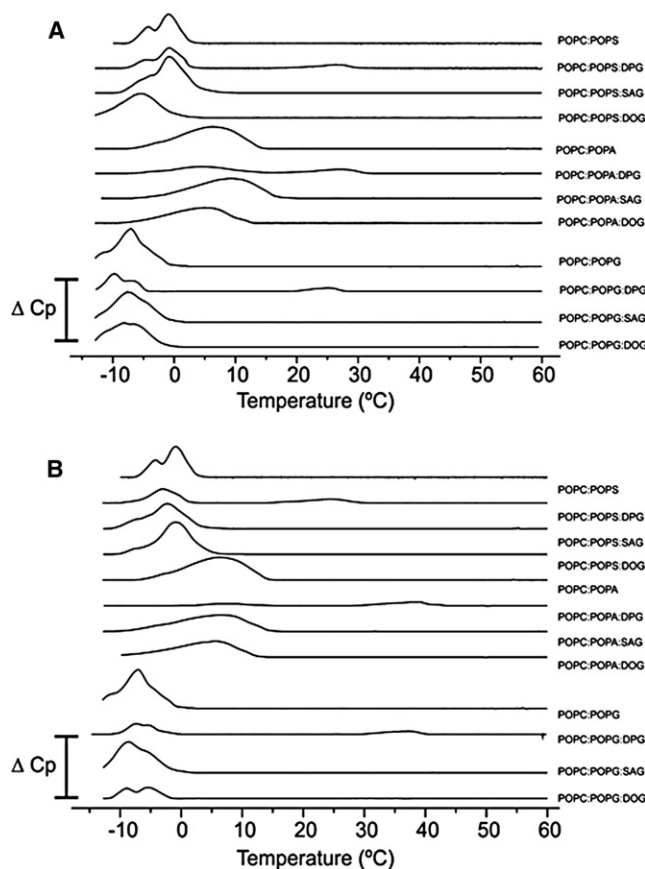 A
POPC:POPS
POPC:POPS:DPG
POPC:POPS:SAG
POPC:POPS:DOG
POPC:POPA
POPC:POPA:DPG
POPC:POPA:SAG
POPC:POPA:DOG
POPC:POPG
POPC:POPG:DPG
POPC:POPG:SAG
POPC:POPG:DOG
Δ Cp
-10 0 10 20 30 40 50 60
Temperature (ºC)
B
POPC:POPS
POPC:POPS:DPG
POPC:POPS:SAG
POPC:POPS:DOG
POPC:POPA
POPC:POPA:DPG
POPC:POPA:SAG
POPC:POPA:DOG
POPC:POPG
POPC:POPG:DPG
POPC:POPG:SAG
POPC:POPG:DOG
Δ Cp
-10 0 10 20 30 40 50 60
Temperature (ºC)